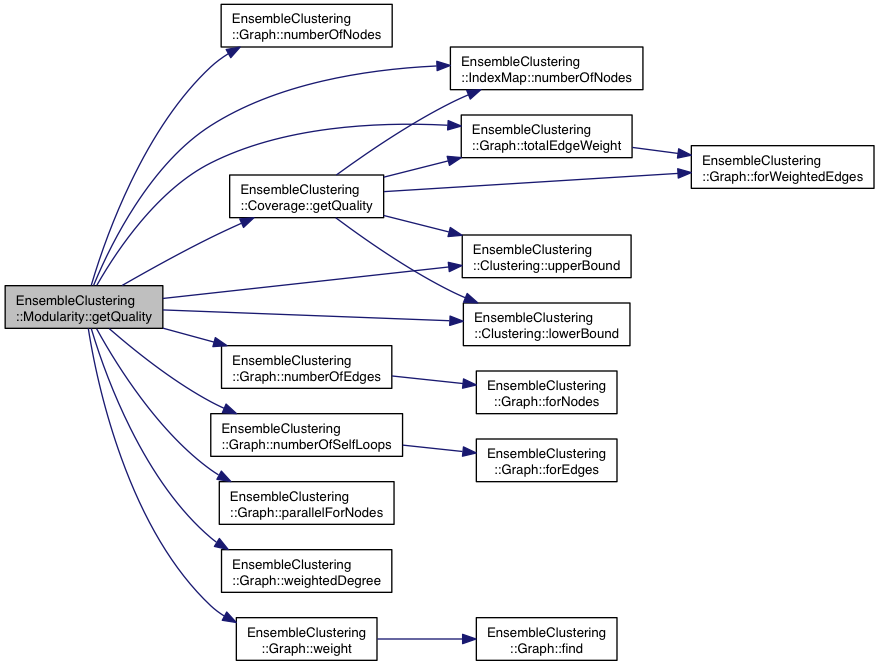 EnsembleClustering
::Graph::numberOfNodes
EnsembleClustering
::IndexMap::numberOfNodes
EnsembleClustering
::Graph::totalEdgeWeight
EnsembleClustering
::Graph::forWeightedEdges
EnsembleClustering
::Coverage::getQuality
EnsembleClustering
::Clustering::upperBound
EnsembleClustering
::Modularity::getQuality
EnsembleClustering
::Clustering::lowerBound
EnsembleClustering
::Graph::numberOfEdges
EnsembleClustering
::Graph::forNodes
EnsembleClustering
::Graph::numberOfSelfLoops
EnsembleClustering
::Graph::forEdges
EnsembleClustering
::Graph::parallelForNodes
EnsembleClustering
::Graph::weightedDegree
EnsembleClustering
::Graph::weight
EnsembleClustering
::Graph::find